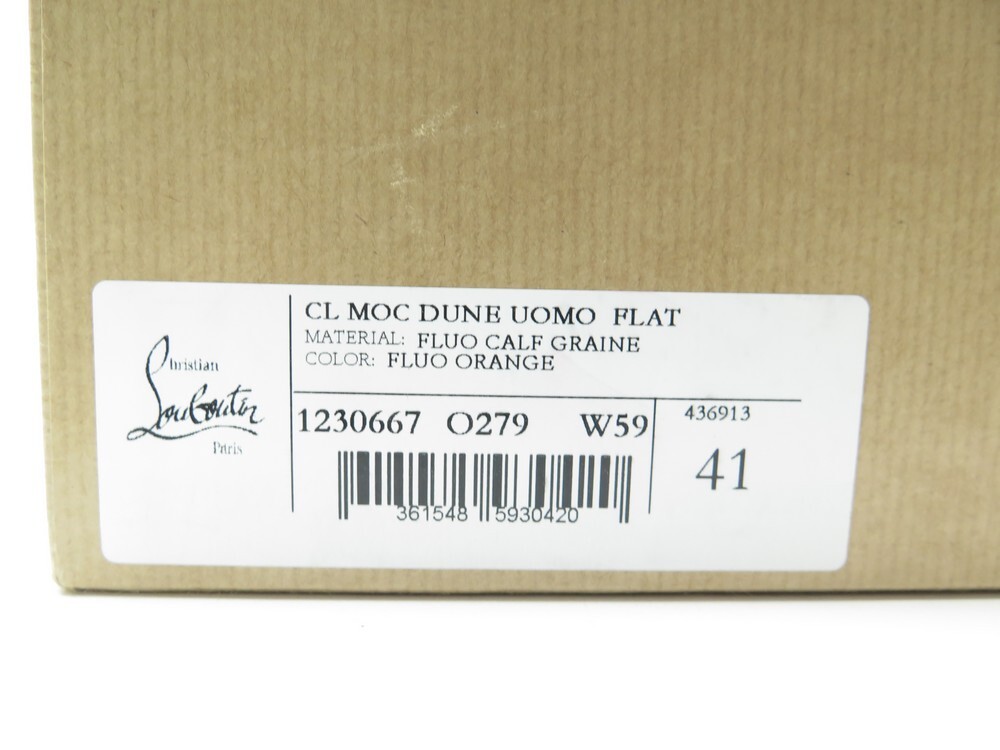 Christian
Louboutin
Paris
CL MOC DUNE UOMO FLAT
MATERIAL: FLUO CALF GRAINE
COLOR: FLUO ORANGE
1230667 O279 W59
436913
41
361548 5930420